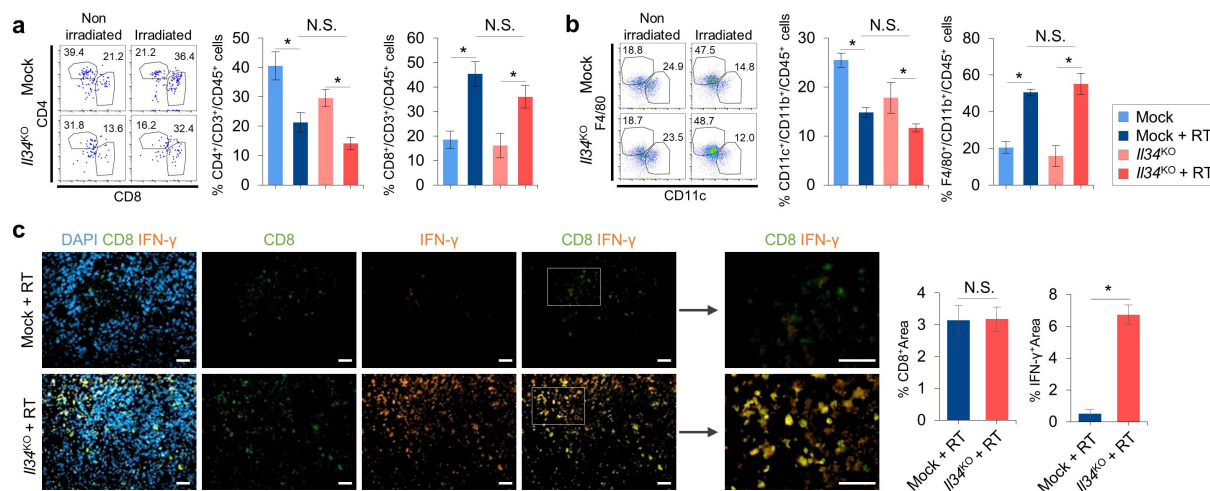 a
Non
irradiated
Irradiated
Mock
Il34KO
CD4
39.4
21.2
21.2
36.4
31.8
13.6
16.2
32.4
CD8
% CD4+/CD3+/CD45+ cells
60
50
40
30
20
10
0
N.S.
*
*
% CD8+/CD3+/CD45+ cells
60
50
40
30
20
10
0
N.S.
*
*
b
Non
irradiated
Irradiated
Mock
Il34KO
F4/80
18.8
24.9
47.5
14.8
18.7
23.5
48.7
12.0
CD11c
% CD11c+/CD11b+/CD45+ cells
30
20
10
0
N.S.
*
*
% F4/80+/CD11b+/CD45+ cells
80
60
40
20
0
N.S.
*
*
Mock
Mock + RT
Il34KO
Il34KO + RT
c
DAPI CD8 IFN-γ
CD8
IFN-γ
CD8 IFN-γ
CD8 IFN-γ
Mock + RT
Il34KO + RT
% CD8+Area
4
3
2
1
0
N.S.
Mock + RT
Il34KO + RT
% IFN-γ+Area
8
6
4
2
0
*
Mock + RT
Il34KO + RT